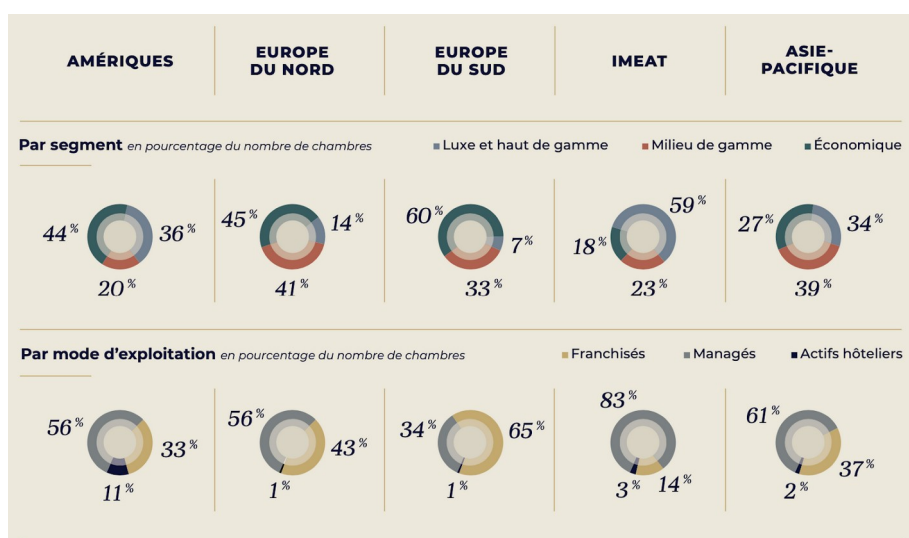 AMÉRIQUES
EUROPE
DU NORD
EUROPE
DU SUD
IMEAT
ASIE-
PACIFIQUE
Par segment en pourcentage du nombre de chambres
Luxe et haut de gamme
Milieu de gamme
Économique
44 %
36 %
20 %
45 %
14 %
41 %
60 %
7 %
33 %
59 %
18 %
23 %
27 %
34 %
39 %
Par mode d’exploitation en pourcentage du nombre de chambres
Franchisés
Managés
Actifs hôteliers
56 %
33 %
11 %
56 %
43 %
1 %
34 %
65 %
1 %
83 %
3 %
14 %
61 %
37 %
2 %